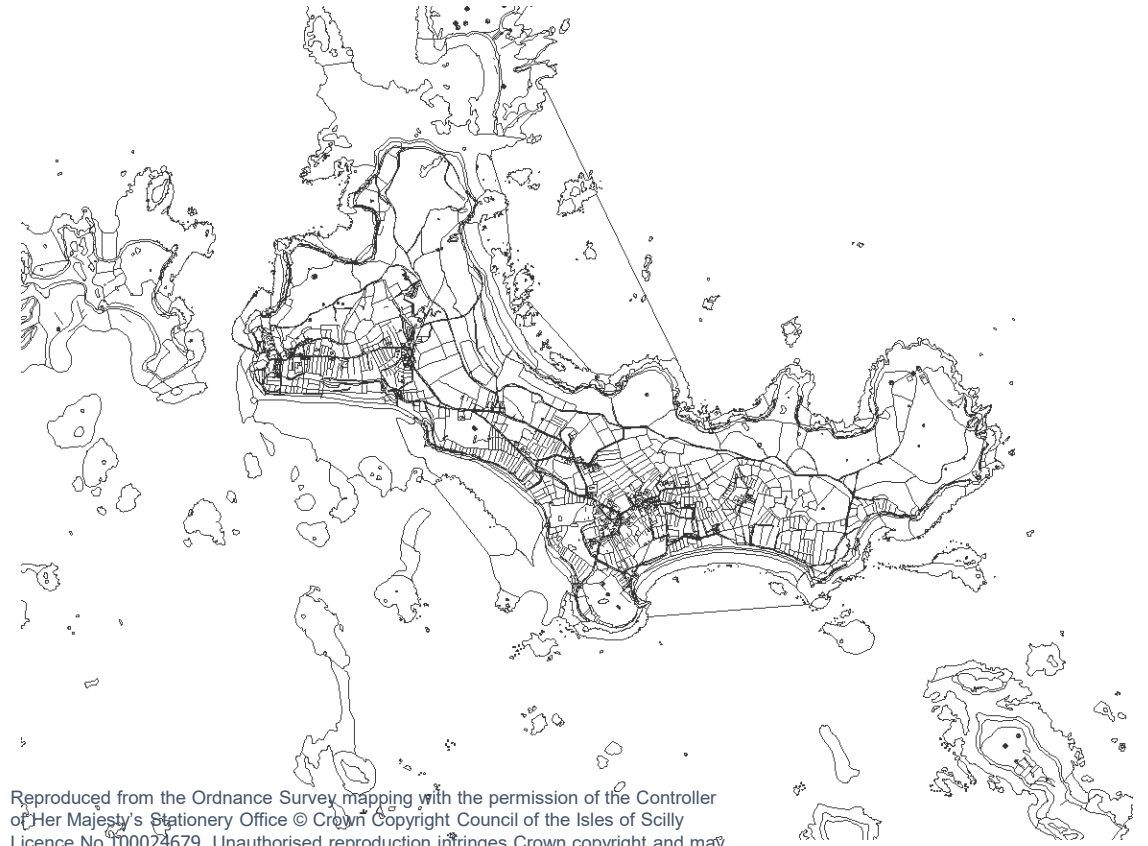 Reproduced from the Ordnance Survey mapping with the permission of the Controller
of Her Majesty's Stationery Office © Crown Copyright Council of the Isles of Scilly
Licence No 100024679. Unauthorised reproduction infringes Crown copyright and may